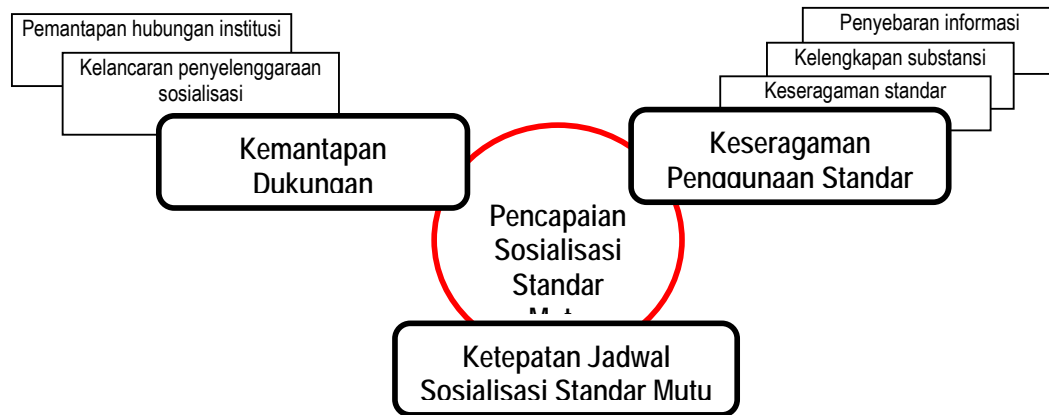 Pemantapan hubungan institusi
Kelancaran penyelenggaraan
sosialisasi
Kemantapan
Dukungan
Penyebaran informasi
Kelengkapan substansi
Keseragaman standar
Keseragaman
Penggunaan Standar
Pencapaian
Sosialisasi
Standar
Mutu
Ketepatan Jadwal
Sosialisasi Standar Mutu